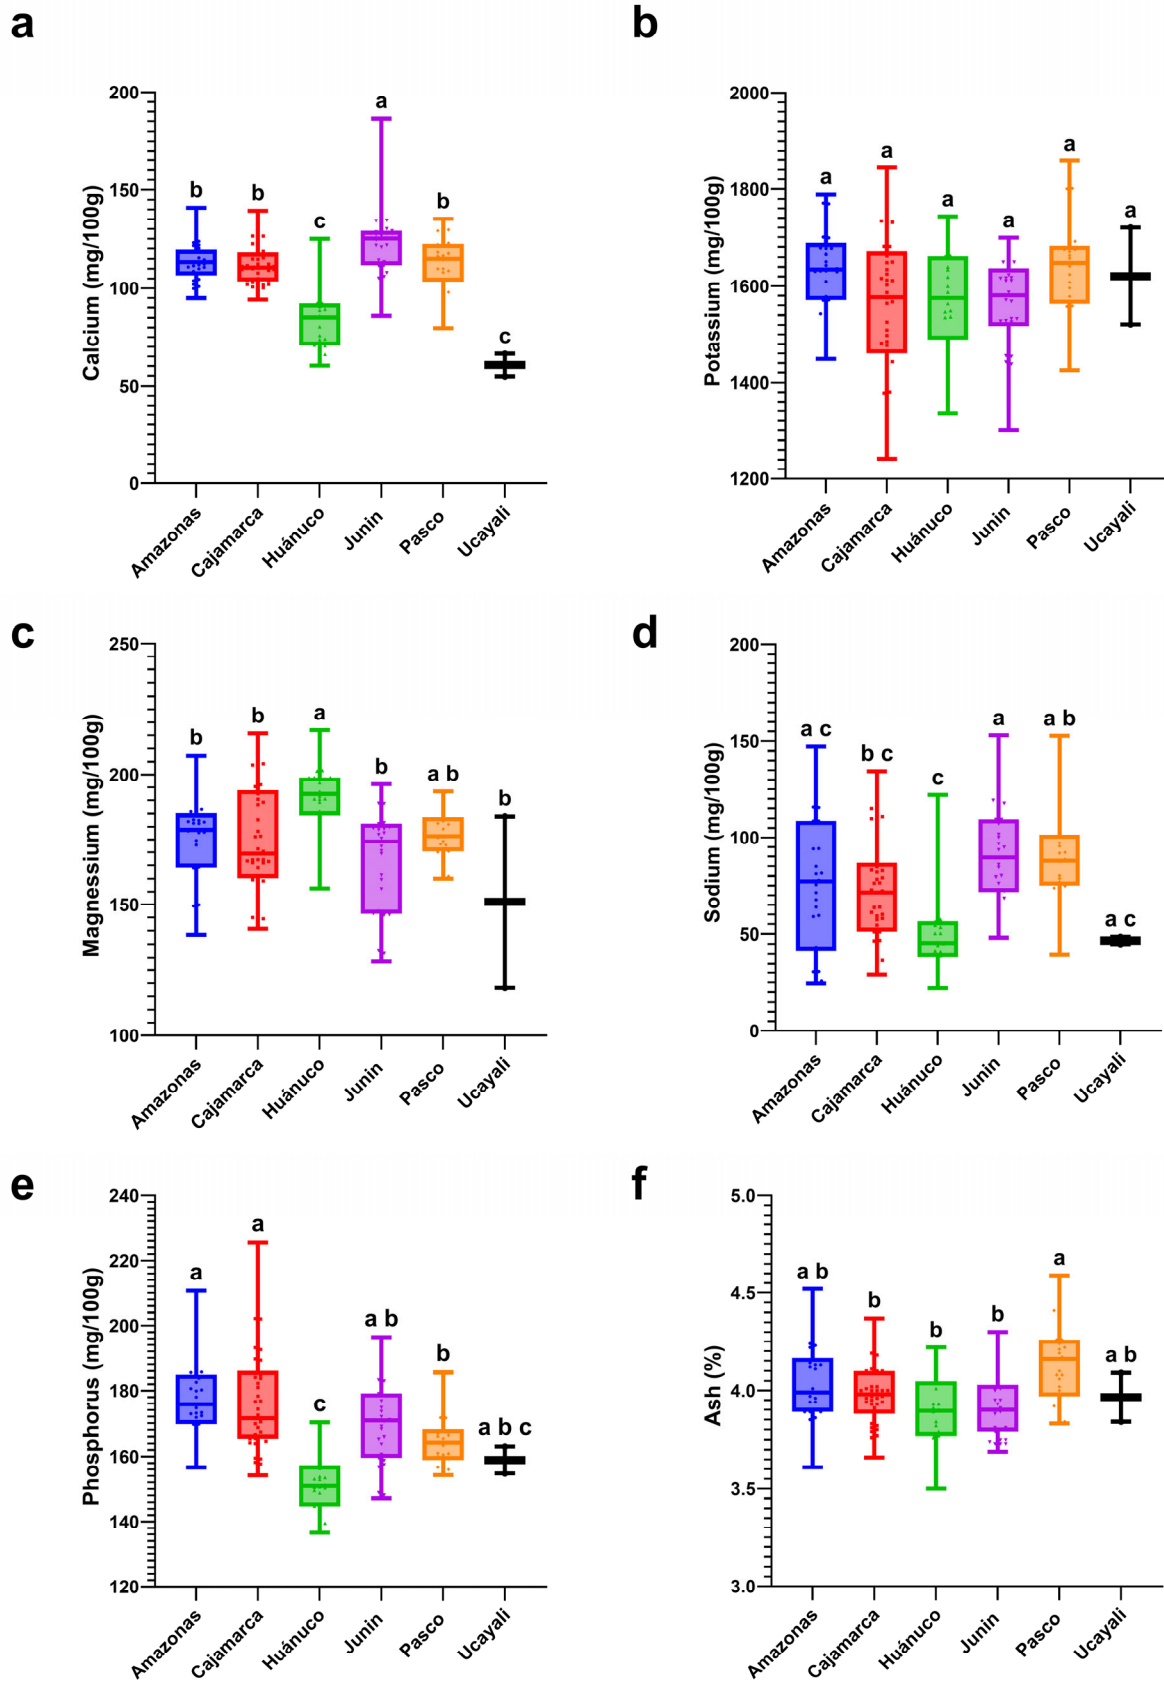 a
Calcium (mg/100g)
200
150
100
50
0
b
b
c
a
b
c
Amazonas
Cajamarca
Huánuco
Junin
Pasco
Ucayali
b
Potassium (mg/100g)
2000
1800
1600
1400
1200
a
a
a
a
a
a
Amazonas
Cajamarca
Huánuco
Junin
Pasco
Ucayali
c
Magnessium (mg/100g)
250
200
150
100
b
b
a
b
a b
b
Amazonas
Cajamarca
Huánuco
Junin
Pasco
Ucayali
d
Sodium (mg/100g)
200
150
100
50
0
a c
b c
c
a
a b
a c
Amazonas
Cajamarca
Huánuco
Junin
Pasco
Ucayali
e
Phosphorus (mg/100g)
240
220
200
180
160
140
120
a
a
c
a b
b
a b c
Amazonas
Cajamarca
Huánuco
Junin
Pasco
Ucayali
f
Ash (%)
5.0
4.5
4.0
3.5
3.0
a b
b
b
b
a
a b
Amazonas
Cajamarca
Huánuco
Junin
Pasco
Ucayali